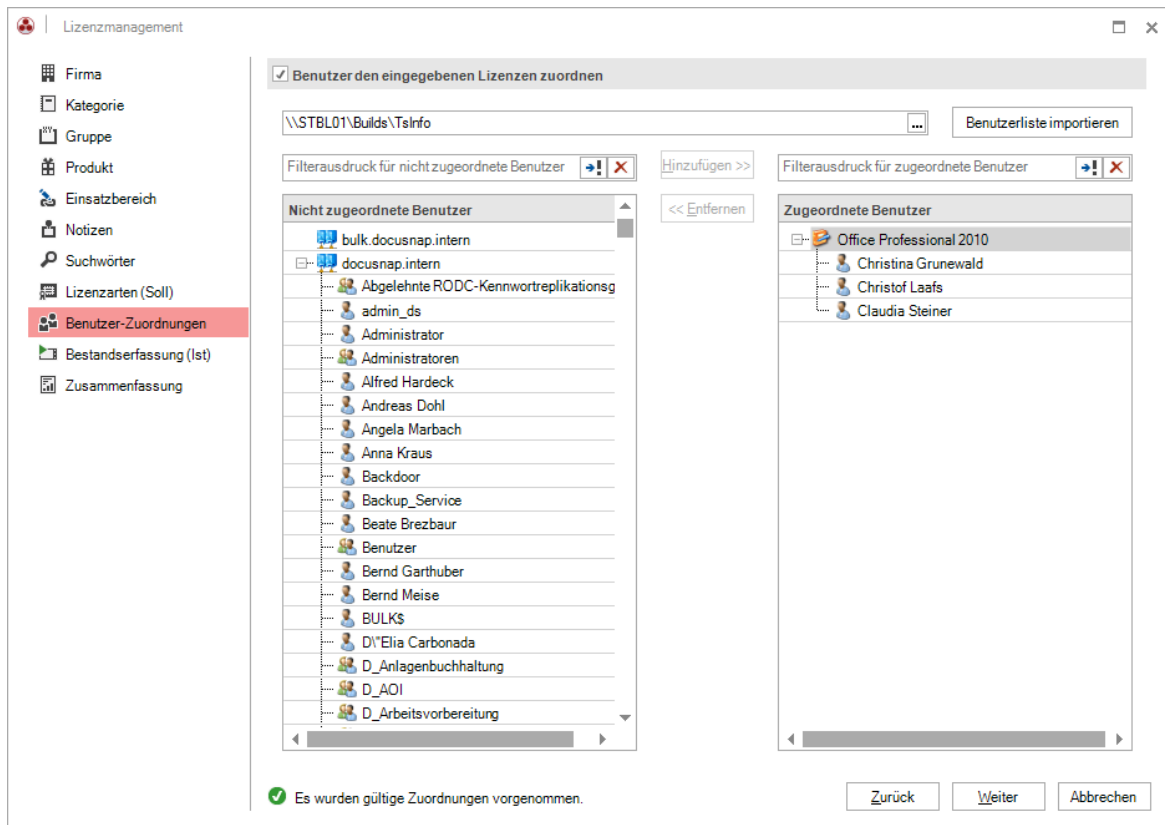 Lizenzmanagement
Firma
Kategorie
Gruppe
Produkt
Einsatzbereich
Notizen
Suchwörter
Lizenzarten (Soll)
Benutzer-Zuordnungen
Bestandserfassung (Ist)
Zusammenfassung
Benutzer den eingegebenen Lizenzen zuordnen
\\STBL01\Builds\TsInfo
...
Benutzerliste importieren
Filterausdruck für nicht zugeordnete Benutzer
Hinzufügen >>
Filterausdruck für zugeordnete Benutzer
<< Entfernen
Nicht zugeordnete Benutzer
bulk.docusnap.intern
docusnap.intern
Abgelehnte RODC-Kennwortreplikationsg
admin_ds
Administrator
Administratoren
Alfred Hardeck
Andreas Dohl
Angela Marbach
Anna Kraus
Backdoor
Backup_Service
Beate Brezbaur
Benutzer
Bernd Garthuber
Bernd Meise
BULK$
D\"Elia Carbonada
D_Anlagenbuchhaltung
D_AOI
D_Arbeitsvorbereitung
Zugeordnete Benutzer
Office Professional 2010
Christina Grunewald
Christof Laafs
Claudia Steiner
Es wurden gültige Zuordnungen vorgenommen.
Zurück
Weiter
Abbrechen